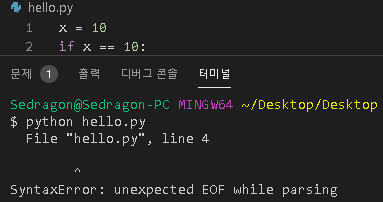 hello.py
1 x = 10
2 if x == 10:
문제 1 출력 디버그 콘솔 터미널
Sedragon@Sedragon-PC MINGW64 ~/Desktop/Desktop
$ python hello.py
File "hello.py", line 4
^
SyntaxError: unexpected EOF while parsing